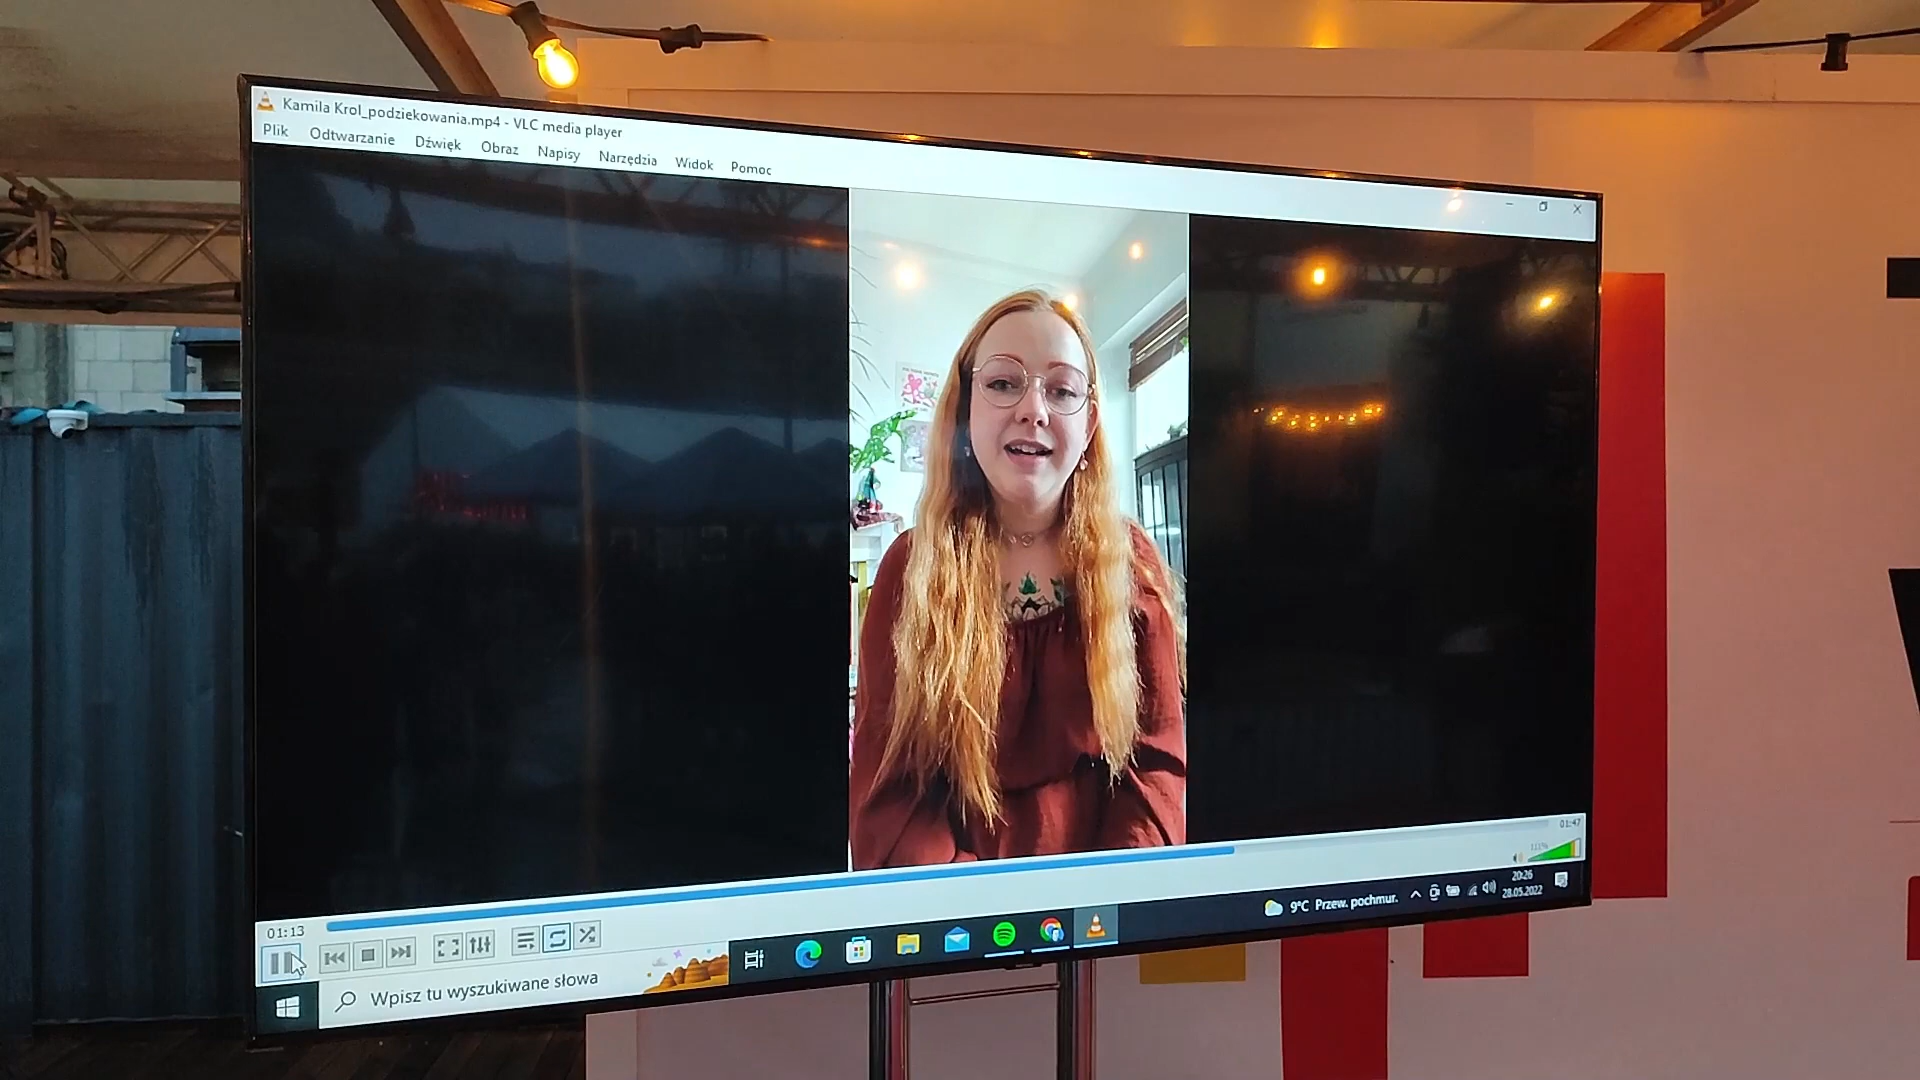 Kamila Krol_podziekowania.mp4 - VLC media player
Plik Odtwarzanie Dźwięk Obraz Napisy Narzędzia Widok Pomoc
01:47
111%
01:13
20:26
9°C Przew. pochmur.
28.05.2022
Wpisz tu wyszukiwane słowa